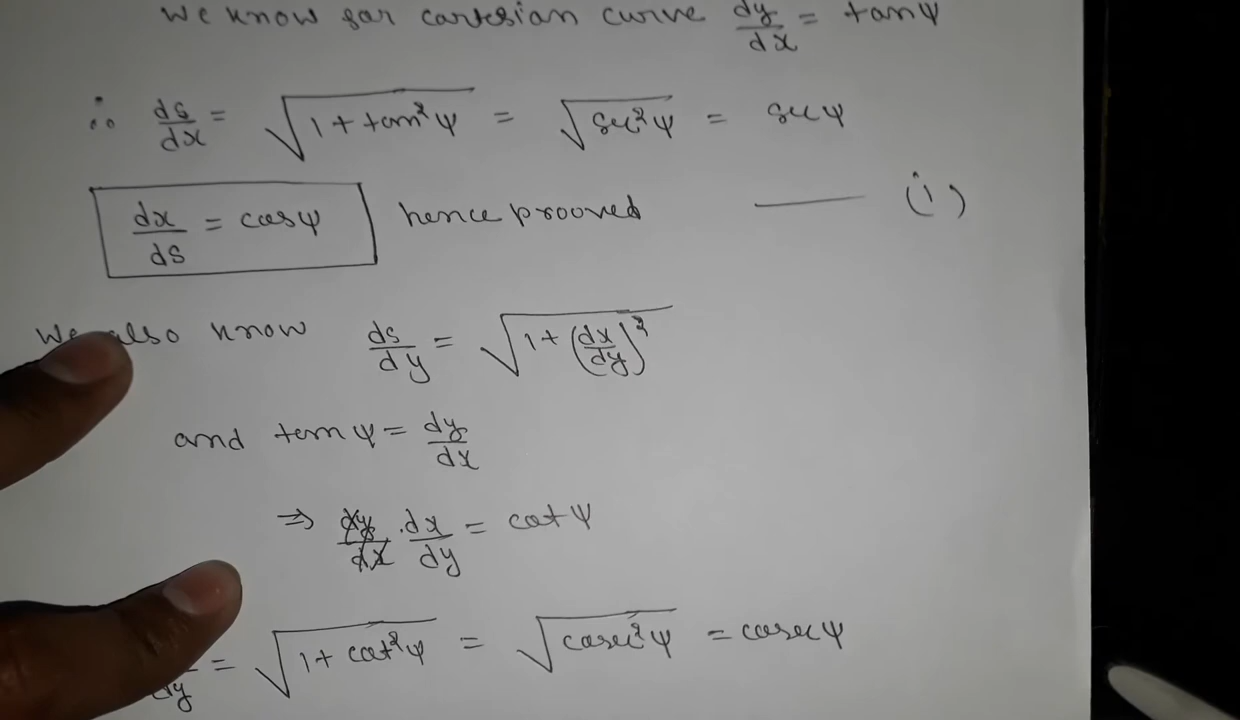 We know for cartesian curve dy/dx = tanψ
∴ ds/dx = √(1 + tan²ψ) = √(sec²ψ) = secψ
dx/ds = cosψ hence prooved —— (i)
We also know ds/dy = √(1 + (dx/dy)²)
and tanψ = dy/dx
⇒ dx/dy = cotψ
= √(1 + cot²ψ) = √(cosec²ψ) = cosecψ
dy